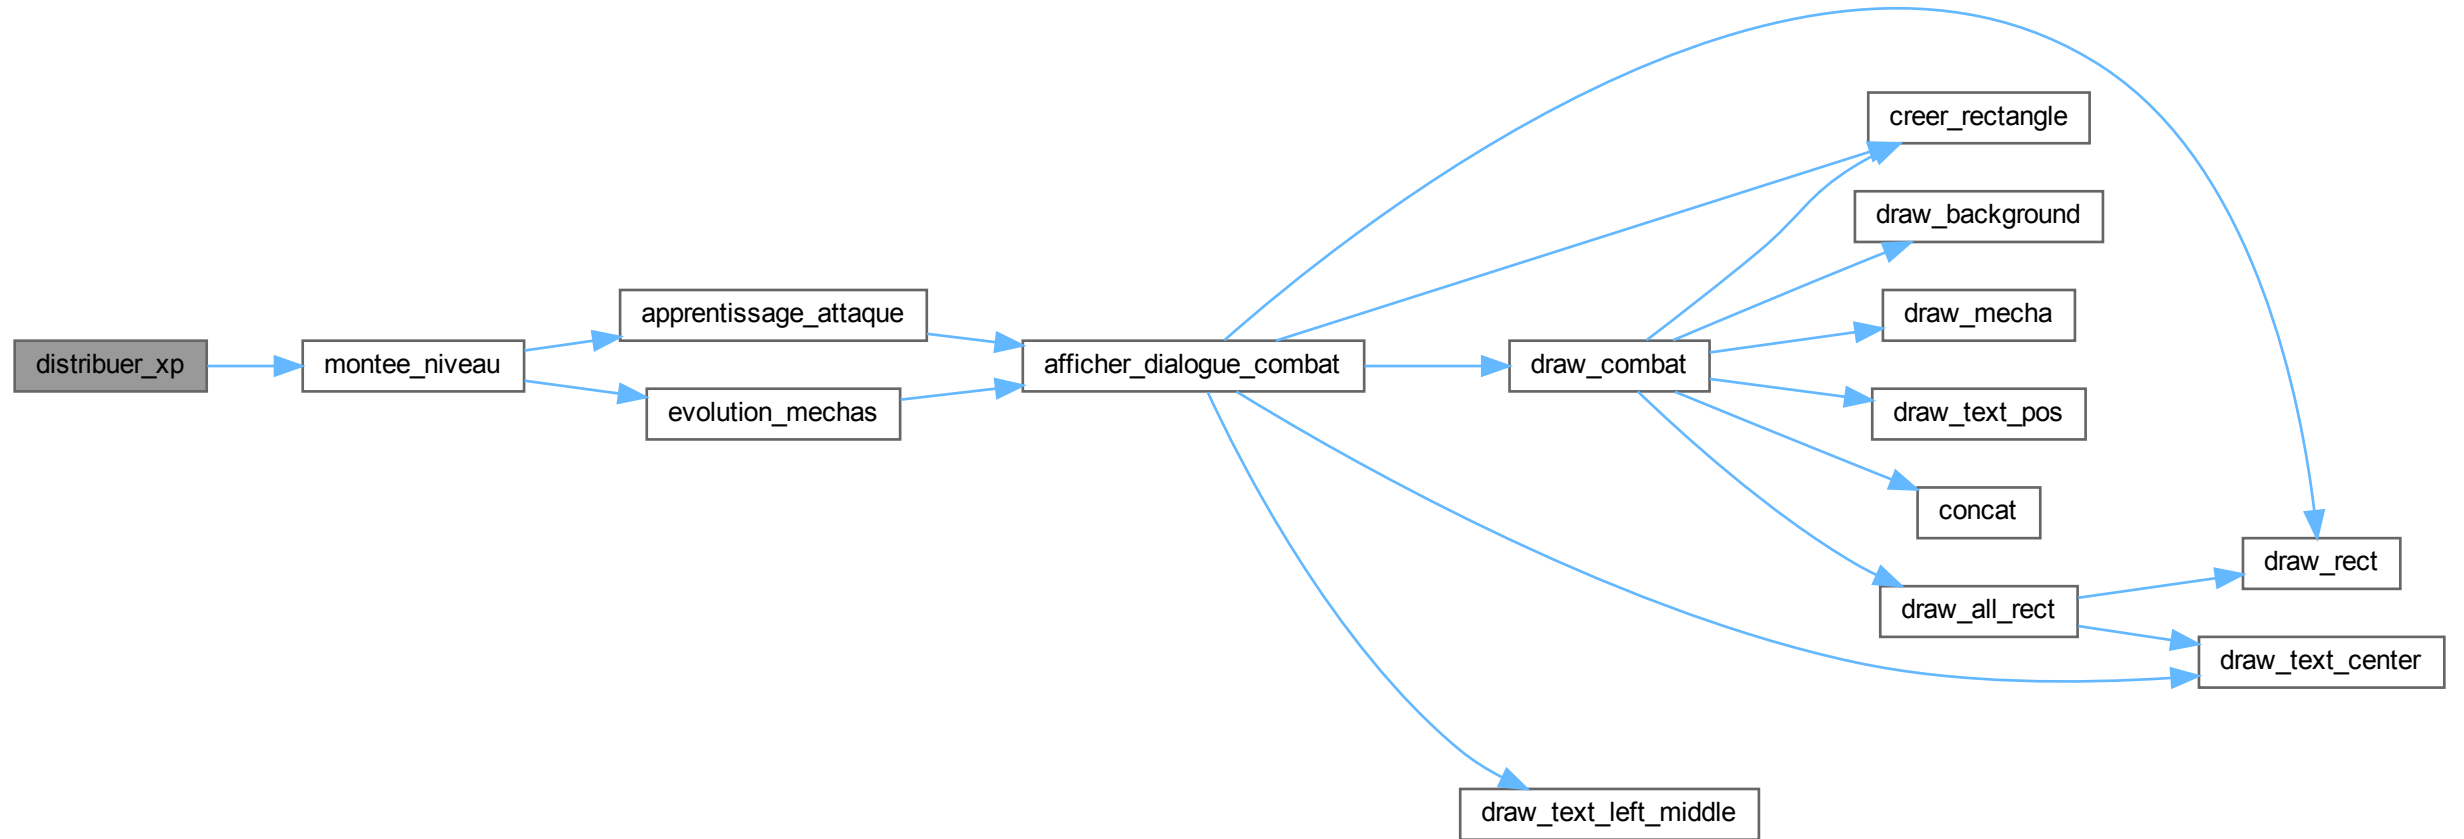 distribuer_xp
montee_niveau
apprentissage_attaque
evolution_mechas
afficher_dialogue_combat
draw_combat
creer_rectangle
draw_background
draw_mecha
draw_text_pos
concat
draw_all_rect
draw_rect
draw_text_center
draw_text_left_middle